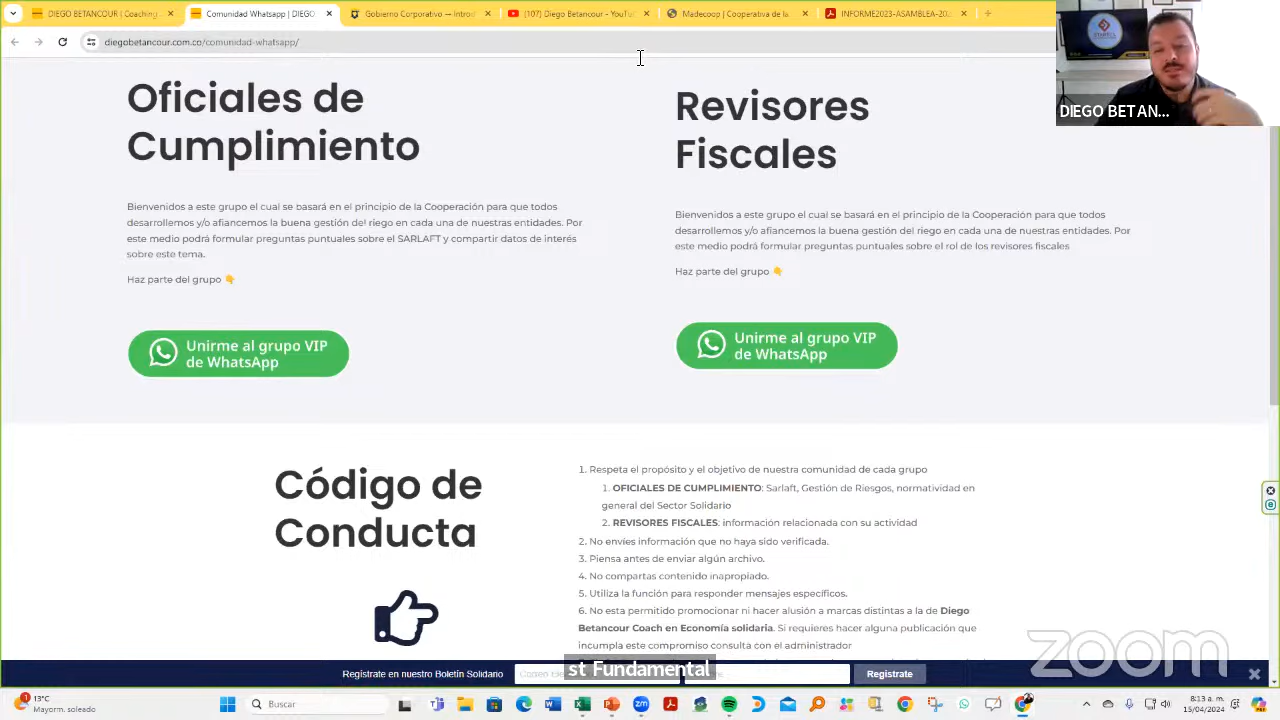 DIEGO BETANCOUR | Coaching
Comunidad Whatsapp | DIEGO
Gobierno Corporativo – Introd
(107) Diego Betancour - YouTu
Madecoop | Cooperativa de la
INFORME2023-ASAMBLEA-20
diegobetancour.com.co/comunidad-whatsapp/
DIEGO BETAN...
Oficiales de
Cumplimiento
Bienvenidos a este grupo el cual se basará en el principio de la Cooperación para que todos
desarrollemos y/o afiancemos la buena gestión del riego en cada una de nuestras entidades. Por
este medio podrá formular preguntas puntuales sobre el SARLAFT y compartir datos de interés
sobre este tema.
Haz parte del grupo 👇
Unirme al grupo VIP
de WhatsApp
Revisores
Fiscales
Bienvenidos a este grupo el cual se basará en el principio de la Cooperación para que todos
desarrollemos y/o afiancemos la buena gestión del riego en cada una de nuestras entidades. Por
este medio podrá formular preguntas puntuales sobre el rol de los revisores fiscales
Haz parte del grupo 👇
Unirme al grupo VIP
de WhatsApp
Código de
Conducta
1. Respeta el propósito y el objetivo de nuestra comunidad de cada grupo
1. OFICIALES DE CUMPLIMIENTO: Sarlaft, Gestión de Riesgos, normatividad en
general del Sector Solidario
2. REVISORES FISCALES: información relacionada con su actividad
2. No envíes información que no haya sido verificada.
3. Piensa antes de enviar algún archivo.
4. No compartas contenido inapropiado.
5. Utiliza la función para responder mensajes específicos.
6. No esta permitido promocionar ni hacer alusión a marcas distintas a la de Diego
Betancour Coach en Economía solidaria. Si requieres hacer alguna publicación que
incumpla este compromiso consulta con el administrador
zoom
Regístrate en nuestro Boletín Solidario
st Fundamental
Registrate
13°C
Mayorm. soleado
Buscar
8:13 a. m.
15/04/2024